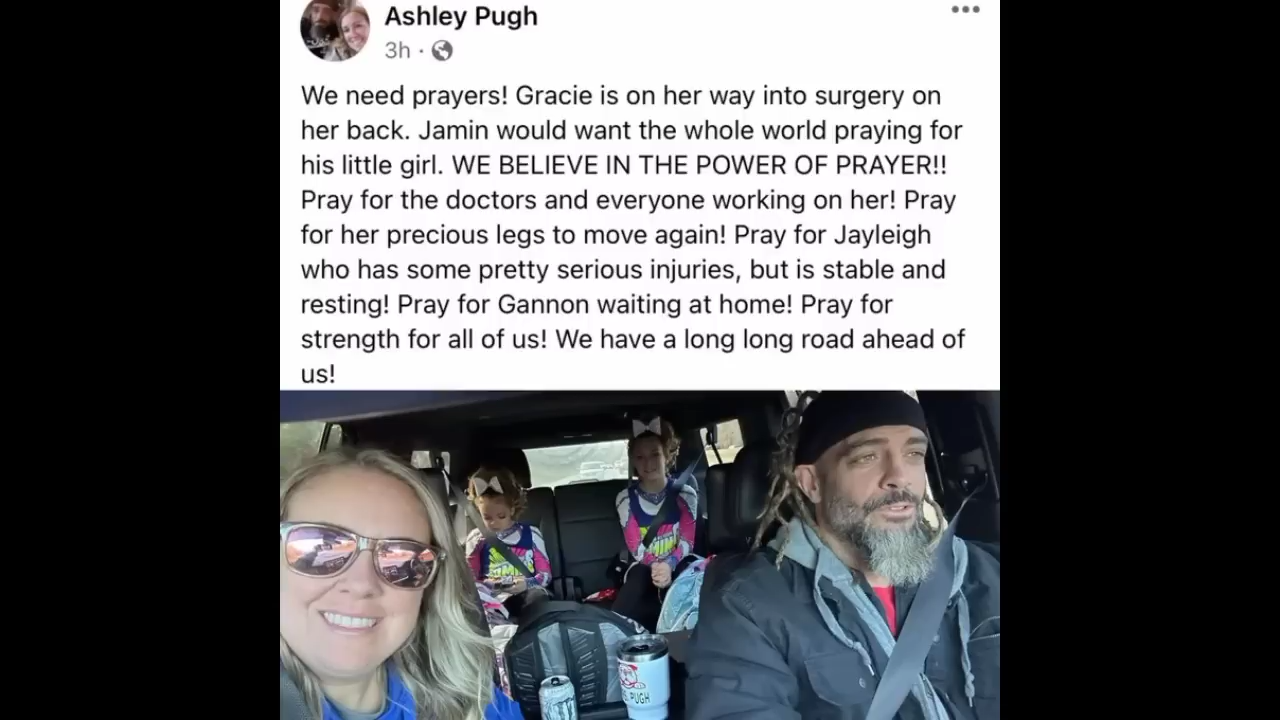 Ashley Pugh
3h ·
We need prayers! Gracie is on her way into surgery on
her back. Jamin would want the whole world praying for
his little girl. WE BELIEVE IN THE POWER OF PRAYER!!
Pray for the doctors and everyone working on her! Pray
for her precious legs to move again! Pray for Jayleigh
who has some pretty serious injuries, but is stable and
resting! Pray for Gannon waiting at home! Pray for
strength for all of us! We have a long long road ahead of
us!
PUGH